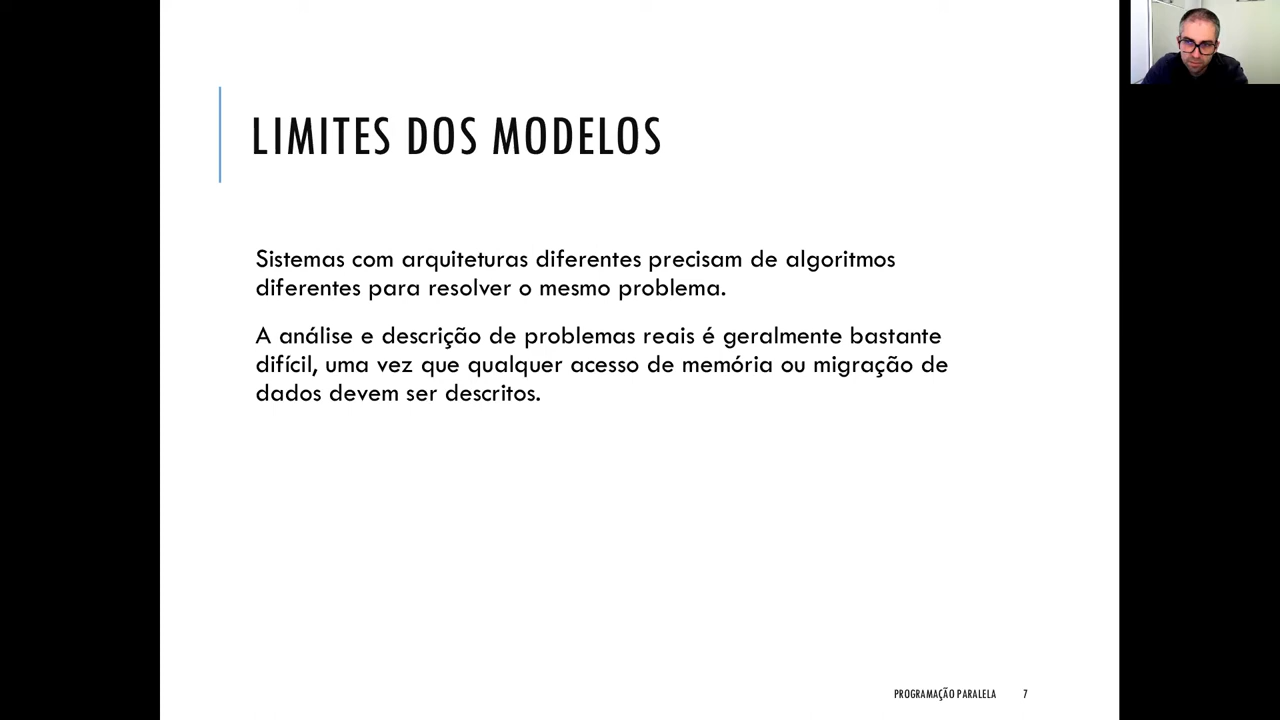 LIMITES DOS MODELOS
Sistemas com arquiteturas diferentes precisam de algoritmos
diferentes para resolver o mesmo problema.
A análise e descrição de problemas reais é geralmente bastante
difícil, uma vez que qualquer acesso de memória ou migração de
dados devem ser descritos.
PROGRAMAÇÃO PARALELA 7